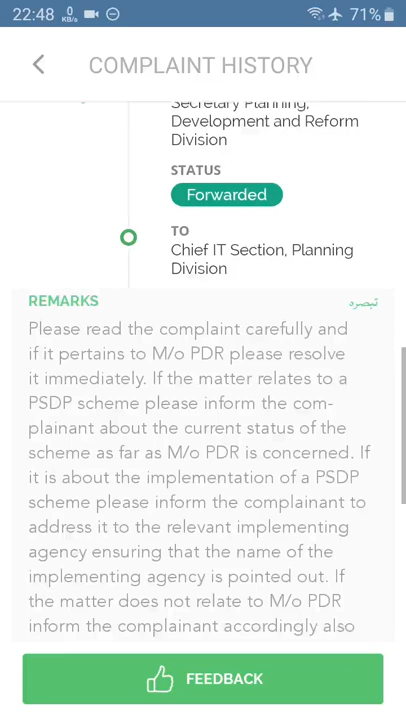 22:48 0 KB/s 71%
COMPLAINT HISTORY
Secretary Planning,
Development and Reform
Division
STATUS
Forwarded
TO
Chief IT Section, Planning
Division
REMARKS تبصرہ
Please read the complaint carefully and
if it pertains to M/o PDR please resolve
it immediately. If the matter relates to a
PSDP scheme please inform the com-
plainant about the current status of the
scheme as far as M/o PDR is concerned. If
it is about the implementation of a PSDP
scheme please inform the complainant to
address it to the relevant implementing
agency ensuring that the name of the
implementing agency is pointed out. If
the matter does not relate to M/o PDR
inform the complainant accordingly also
FEEDBACK